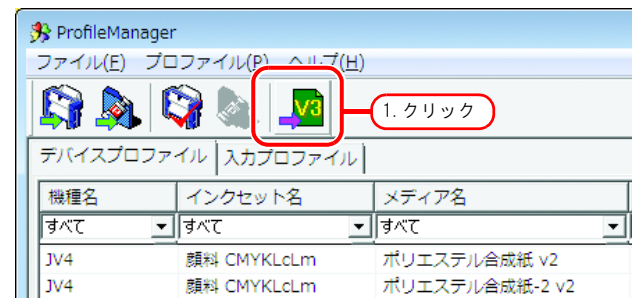 ProfileManager
ファイル(E) プロファイル(P) ヘルプ(H)
V3
1. クリック
デバイスプロファイル 入力プロファイル
機種名 インクセット名 メディア名
すべて すべて すべて
JV4 顔料 CMYKLcLm ポリエステル合成紙 v2
JV4 顔料 CMYKLcLm ポリエステル合成紙-2 v2